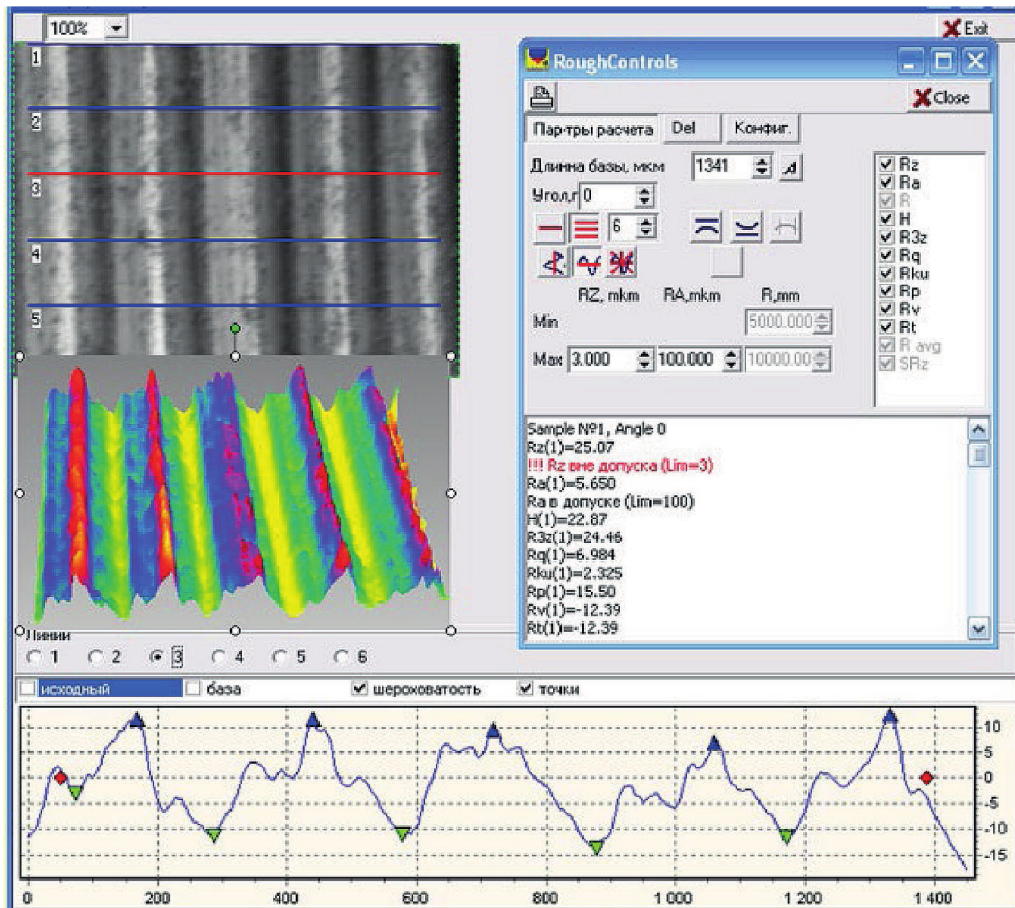 100%
Exit
1
2
3
4
5
RoughControls
Close
Пар-тры расчета Del Конфиг.
Длинна базы, мкм 1341
Угол,г 0
6
RZ, mkm RA,mkm R,mm
Min 5000.000
Max 3.000 100.000 10000.00
Rz
Ra
R
H
R3z
Rq
Rku
Rp
Rv
Rt
R avg
SRz
Sample №1, Angle 0
Rz(1)=25.07
!!! Rz вне допуска (Lim=3)
Ra(1)=5.650
Ra в допуске (Lim=100)
H(1)=22.87
R3z(1)=24.46
Rq(1)=6.984
Rku(1)=2.325
Rp(1)=15.50
Rv(1)=-12.39
Rt(1)=-12.39
Линии
1 2 3 4 5 6
исходный база шероховатость точки
10
5
0
-5
-10
-15
0 200 400 600 800 1 000 1 200 1 400